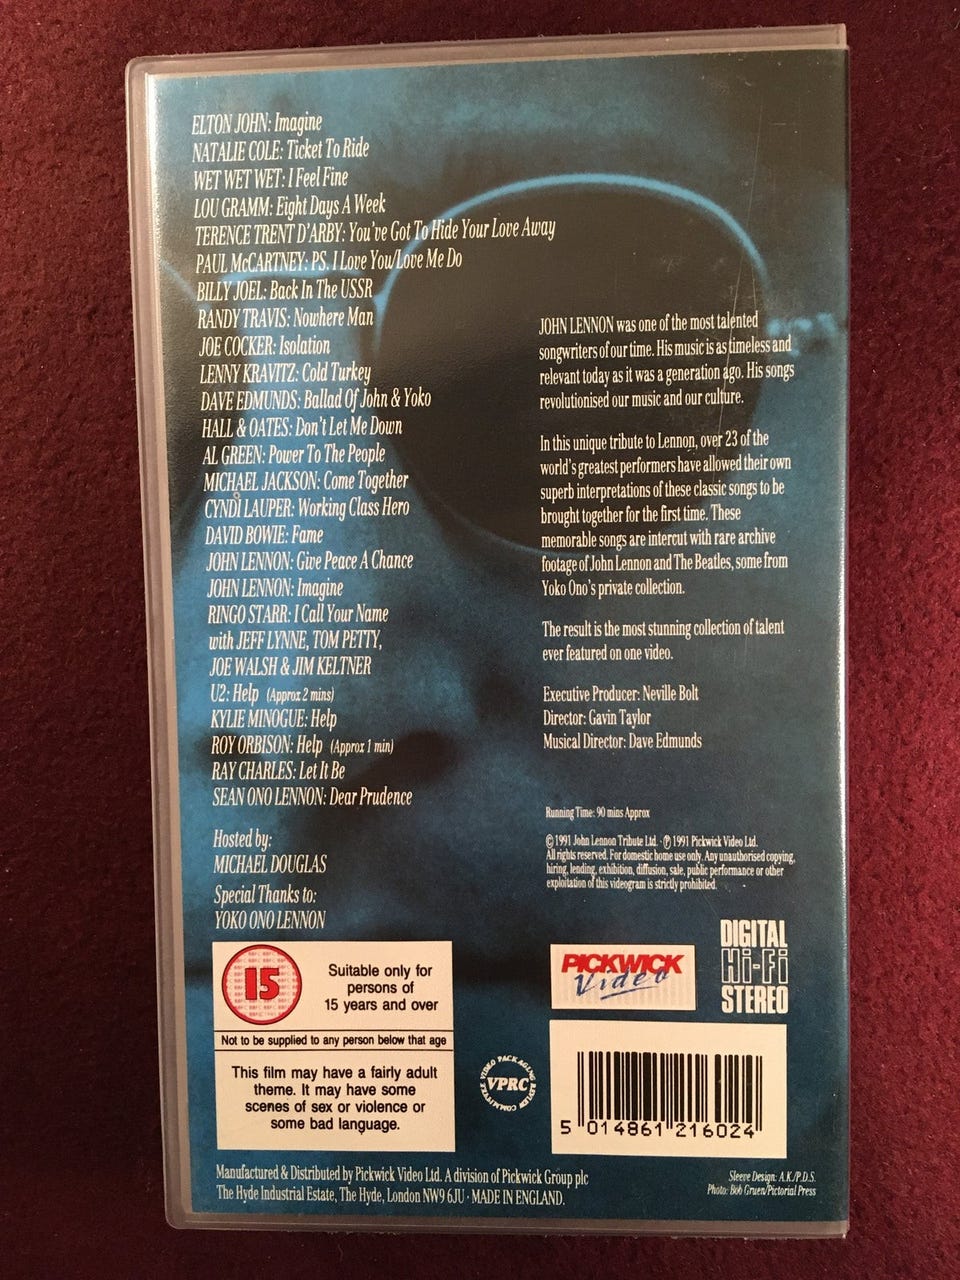 ELTON JOHN: Imagine
NATALIE COLE: Ticket To Ride
WET WET WET: I Feel Fine
LOU GRAMM: Eight Days A Week
TERENCE TRENT D'ARBY: You've Got To Hide Your Love Away
PAUL McCARTNEY: PS. I Love You/Love Me Do
BILLY JOEL: Back In The USSR
RANDY TRAVIS: Nowhere Man
JOE COCKER: Isolation
LENNY KRAVITZ: Cold Turkey
DAVE EDMUNDS: Ballad Of John & Yoko
HALL & OATES: Don't Let Me Down
AL GREEN: Power To The People
MICHAEL JACKSON: Come Together
CYNDI LAUPER: Working Class Hero
DAVID BOWIE: Fame
JOHN LENNON: Give Peace A Chance
JOHN LENNON: Imagine
RINGO STARR: I Call Your Name
with JEFF LYNNE, TOM PETTY,
JOE WALSH & JIM KELTNER
U2: Help (Approx 2 mins)
KYLIE MINOGUE: Help
ROY ORBISON: Help (Approx 1 min)
RAY CHARLES: Let It Be
SEAN ONO LENNON: Dear Prudence
Hosted by:
MICHAEL DOUGLAS
Special Thanks to:
YOKO ONO LENNON
JOHN LENNON was one of the most talented
songwriters of our time. His music is as timeless and
relevant today as it was a generation ago. His songs
revolutionised our music and our culture.
In this unique tribute to Lennon, over 23 of the
world's greatest performers have allowed their own
superb interpretations of these classic songs to be
brought together for the first time. These
memorable songs are intercut with rare archive
footage of John Lennon and The Beatles, some from
Yoko Ono's private collection.
The result is the most stunning collection of talent
ever featured on one video.
Executive Producer: Neville Bolt
Director: Gavin Taylor
Musical Director: Dave Edmunds
Running Time: 90 mins Approx
© 1991 John Lennon Tribute Ltd. · ℗ 1991 Pickwick Video Ltd.
All rights reserved. For domestic home use only. Any unauthorised copying,
hiring, lending, exhibition, diffusion, sale, public performance or other
exploitation of this videogram is strictly prohibited.
15
Suitable only for
persons of
15 years and over
Not to be supplied to any person below that age
This film may have a fairly adult
theme. It may have some
scenes of sex or violence or
some bad language.
PICKWICK
Video
DIGITAL
Hi-Fi
STEREO
VIDEO PACKAGING REVIEW COMMITTEE
VPRC
5 014861 216024
Manufactured & Distributed by Pickwick Video Ltd. A division of Pickwick Group plc
The Hyde Industrial Estate, The Hyde, London NW9 6JU · MADE IN ENGLAND.
Sleeve Design: A.K./P.D.S.
Photo: Bob Gruen/Pictorial Press